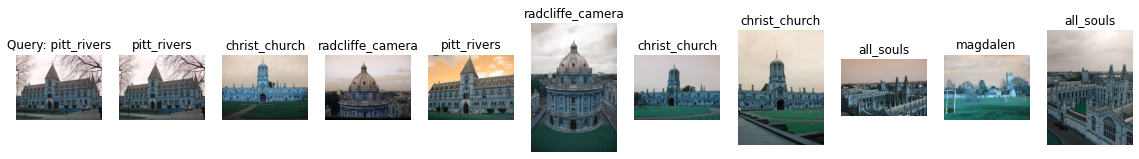 Query: pitt_rivers
pitt_rivers
christ_church
radcliffe_camera
pitt_rivers
radcliffe_camera
christ_church
christ_church
all_souls
magdalen
all_souls